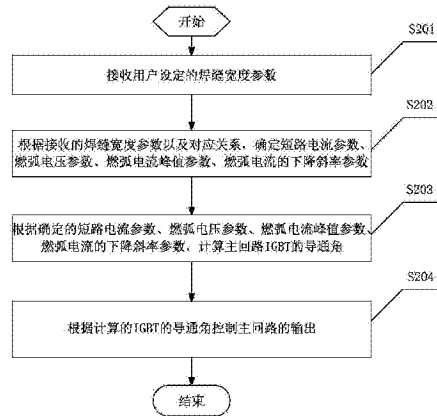 开始
S201
接收用户设定的焊缝宽度参数
S202
根据接收的焊缝宽度参数以及对应关系，确定短路电流参数、
燃弧电压参数、燃弧电流峰值参数、燃弧电流的下降斜率参数
S203
根据确定的短路电流参数、燃弧电压参数、燃弧电流峰值参数、
燃弧电流的下降斜率参数，计算主回路IGBT的导通角
S204
根据计算的IGBT的导通角控制主回路的输出
结束